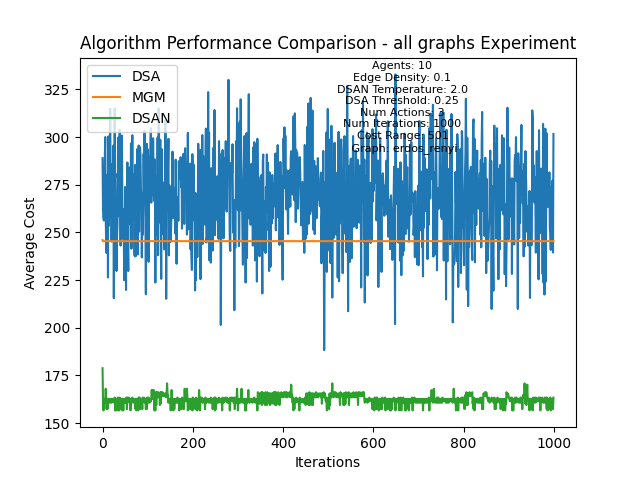 Algorithm Performance Comparison - all graphs Experiment
DSA
MGM
DSAN
Agents: 10
Edge Density: 0.1
DSAN Temperature: 2.0
DSA Threshold: 0.25
Num Actions: 3
Num Iterations: 1000
Cost Range: 501
Graph: erdos_renyi
Average Cost
325
300
275
250
225
200
175
150
0
200
400
600
800
1000
Iterations